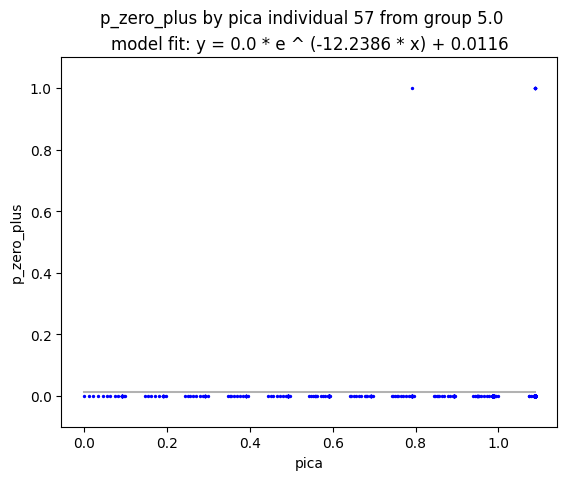 p_zero_plus by pica individual 57 from group 5.0
model fit: y = 0.0 * e ^ (-12.2386 * x) + 0.0116
1.0
0.8
0.6
0.4
0.2
0.0
p_zero_plus
0.0 0.2 0.4 0.6 0.8 1.0
pica